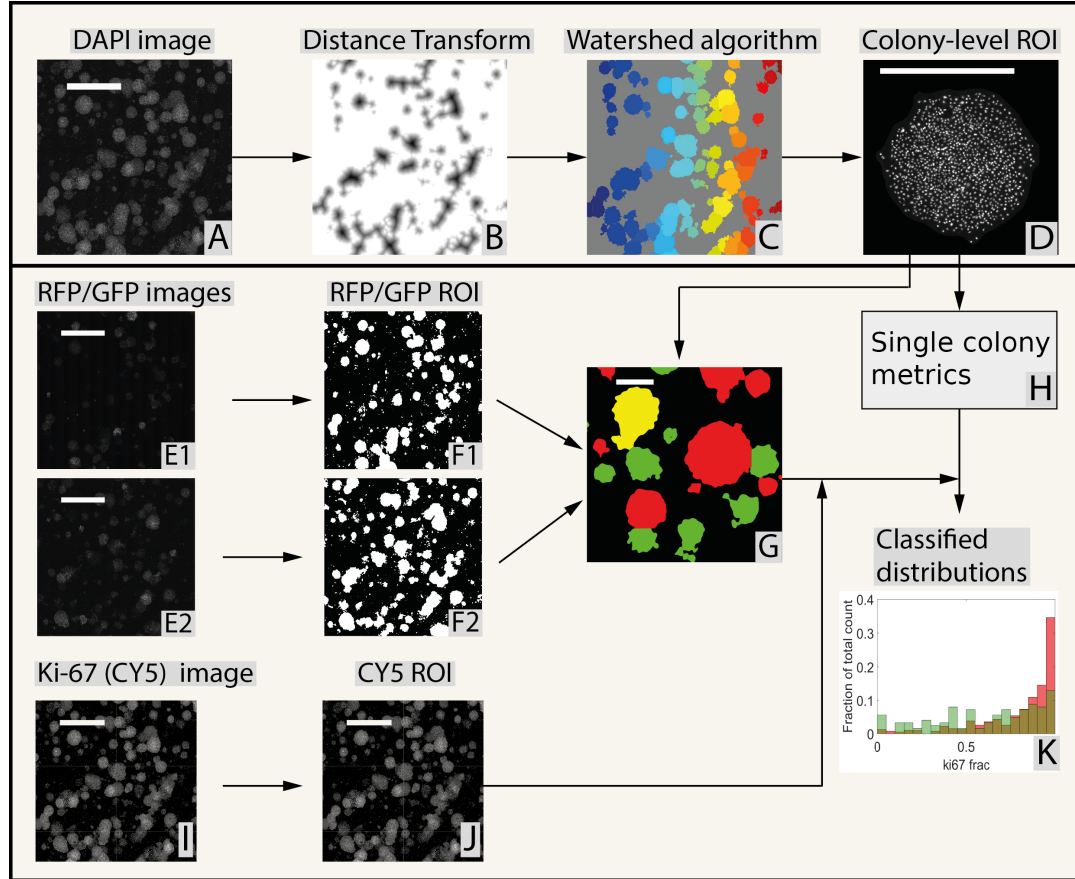 DAPI image
Distance Transform
Watershed algorithm
Colony-level ROI
A
B
C
D
RFP/GFP images
RFP/GFP ROI
E1
F1
E2
F2
G
Single colony
metrics
H
Classified
distributions
Ki-67 (CY5) image
CY5 ROI
I
J
Fraction of total count
0.4
0.3
0.2
0.1
0
0
0.5
ki67 frac
K